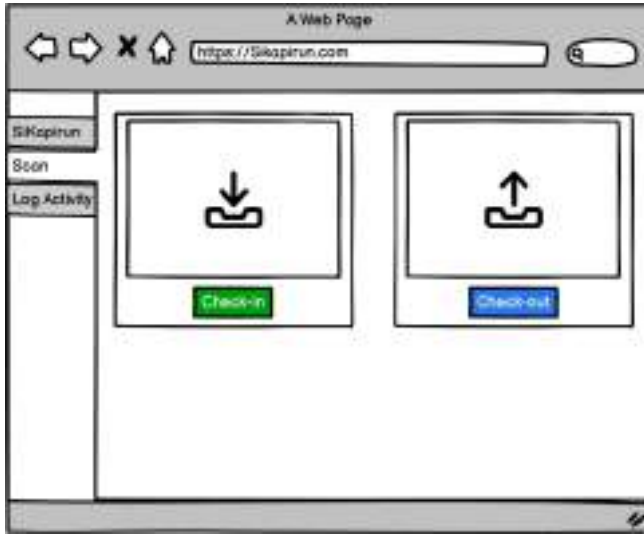 A Web Page
https://Sikopirun.com
SiKopirun
Scan
Log Activity
Check-in
Check-out